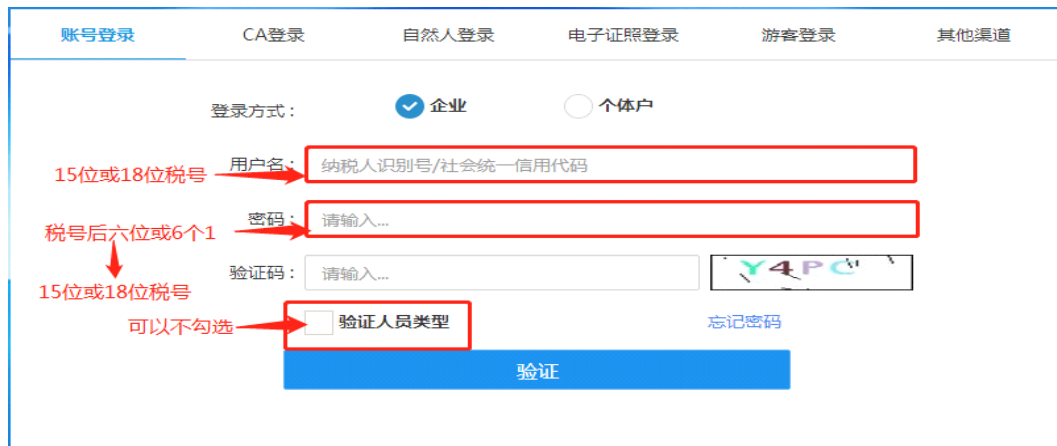 账号登录 CA登录 自然人登录 电子证照登录 游客登录 其他渠道
登录方式： 企业 个体户
用户名： 纳税人识别号/社会统一信用代码
15位或18位税号
密码： 请输入...
税号后六位或6个1
验证码： 请输入... Y4PC
15位或18位税号
可以不勾选 验证人员类型 忘记密码
验证